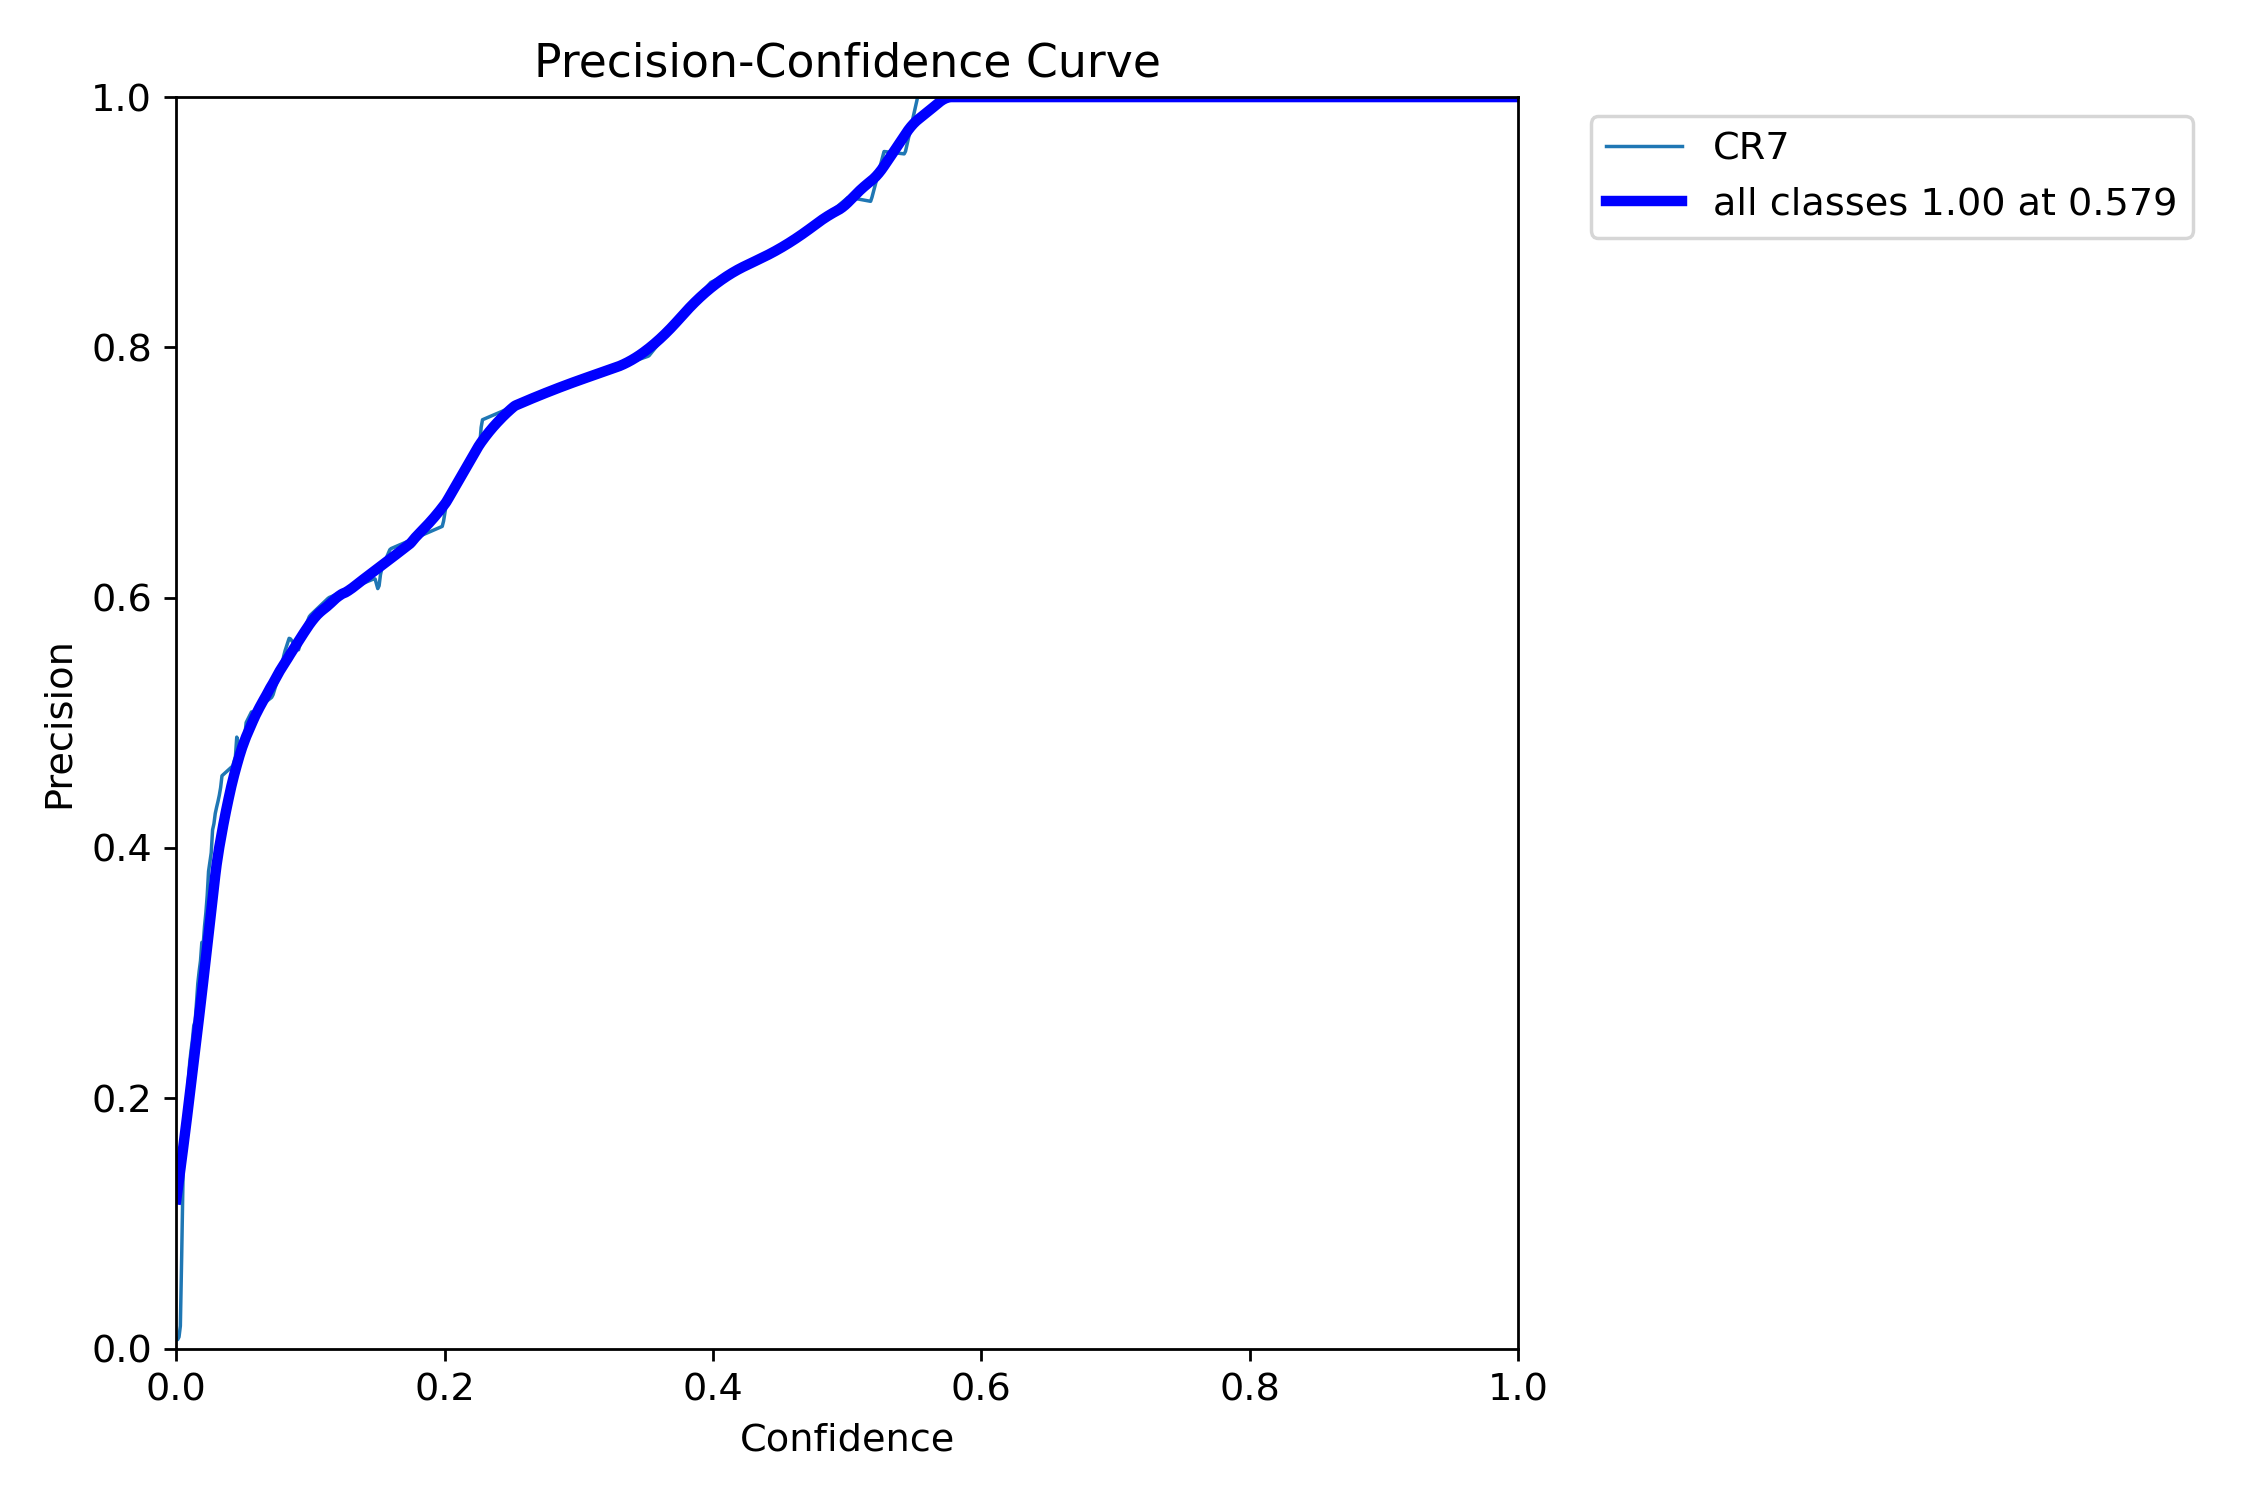 Precision-Confidence Curve
1.0
0.8
0.6
0.4
0.2
0.0
Precision
0.0 0.2 0.4 0.6 0.8 1.0
Confidence
CR7
all classes 1.00 at 0.579